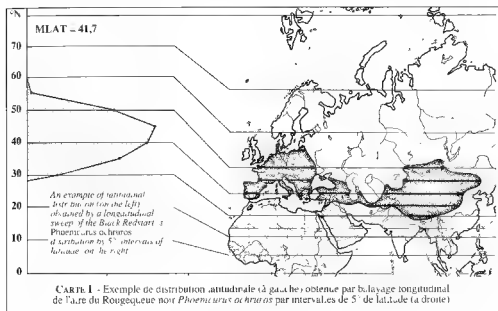 °N
MLAT = 41,7
70
60
50
40
30
20
10
0
An example of latitudinal
distribution (on the left)
obtained by a longitudinal
sweep of the Black Redstart's
Phoenicurus ochruros
distribution by 5° intervals of
latitude (on the right)
CARTE I - Exemple de distribution latitudinale (à gauche) obtenue par balayage longitudinal
de l'aire du Rougequeue noir Phoenicurus ochruros par intervalles de 5° de latitude (à droite)